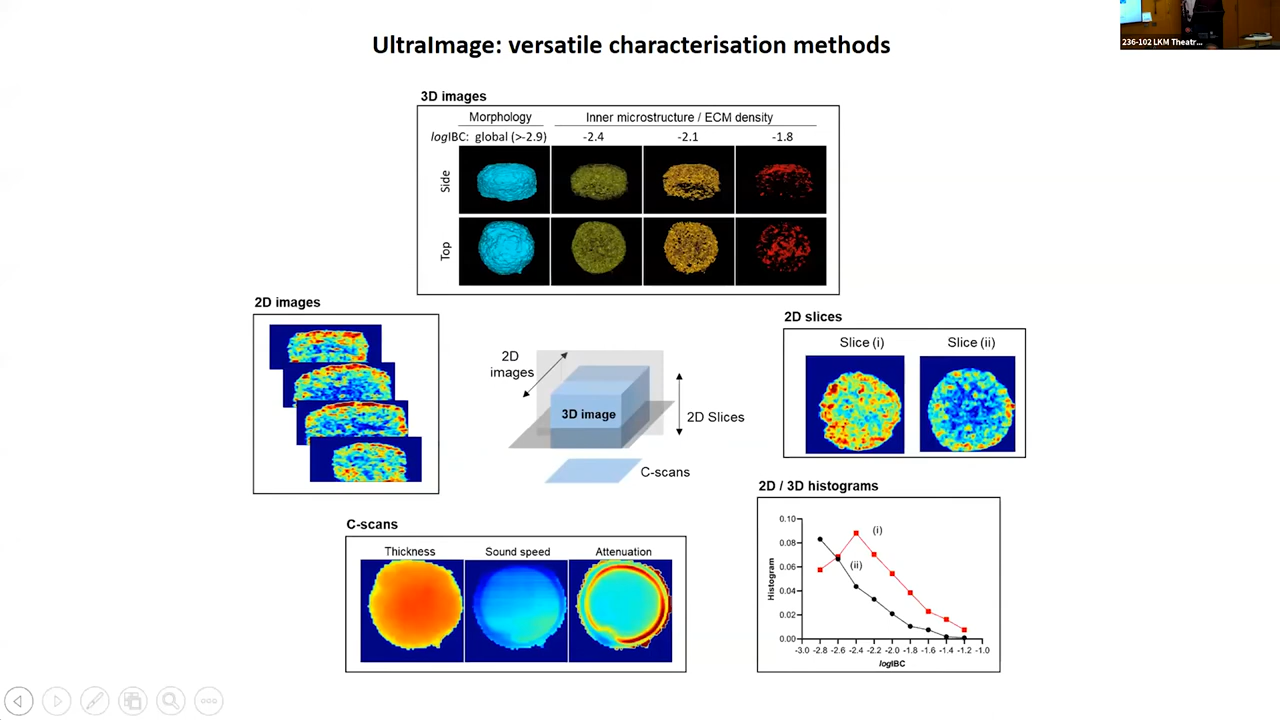 UltraImage: versatile characterisation methods
236-102 LKM Theatr...
3D images
Morphology
Inner microstructure / ECM density
logIBC: global (>-2.9)
-2.4
-2.1
-1.8
Side
Top
2D images
2D
images
3D image
2D Slices
C-scans
2D slices
Slice (i)
Slice (ii)
C-scans
Thickness
Sound speed
Attenuation
2D / 3D histograms
0.10
0.08
0.06
0.04
0.02
0.00
Histogram
(i)
(ii)
-3.0 -2.8 -2.6 -2.4 -2.2 -2.0 -1.8 -1.6 -1.4 -1.2 -1.0
logIBC